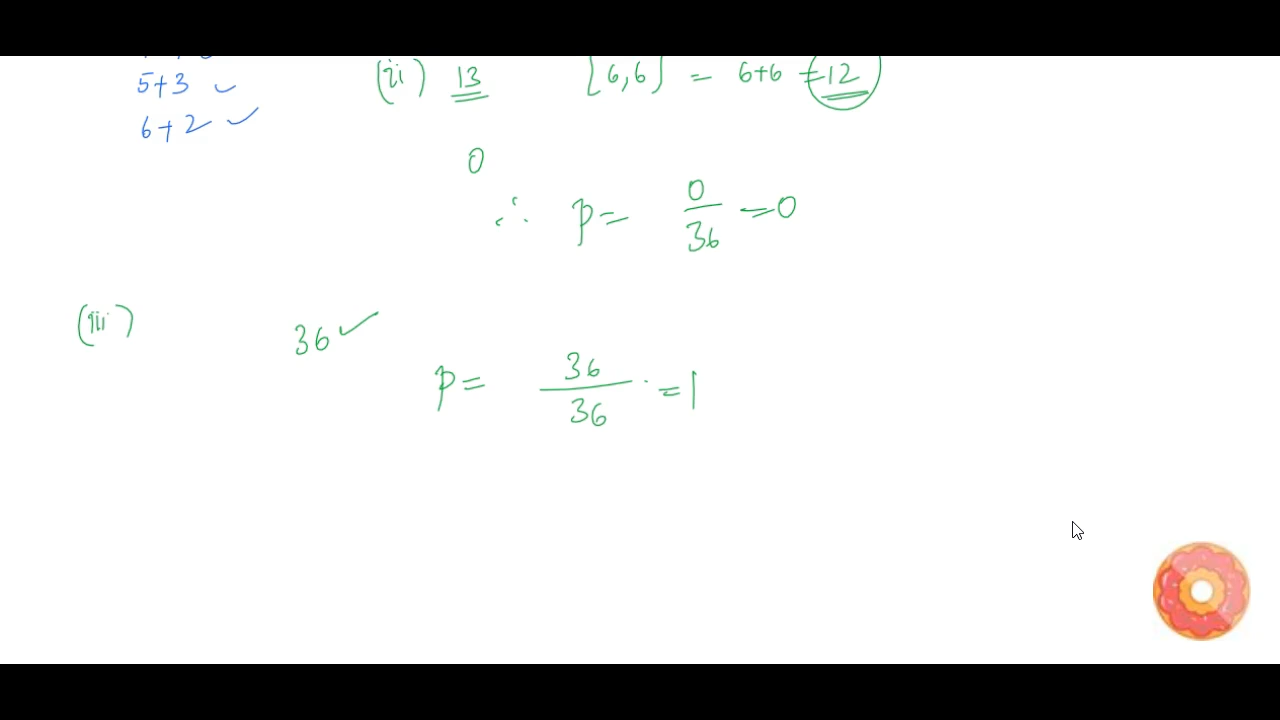 5+3 ✓
6+2 ✓
(ii) 13 [6,6] = 6+6 = 12
0
∴ p = 0/36 = 0
(iii)
36 ✓
p = 36/36 = 1